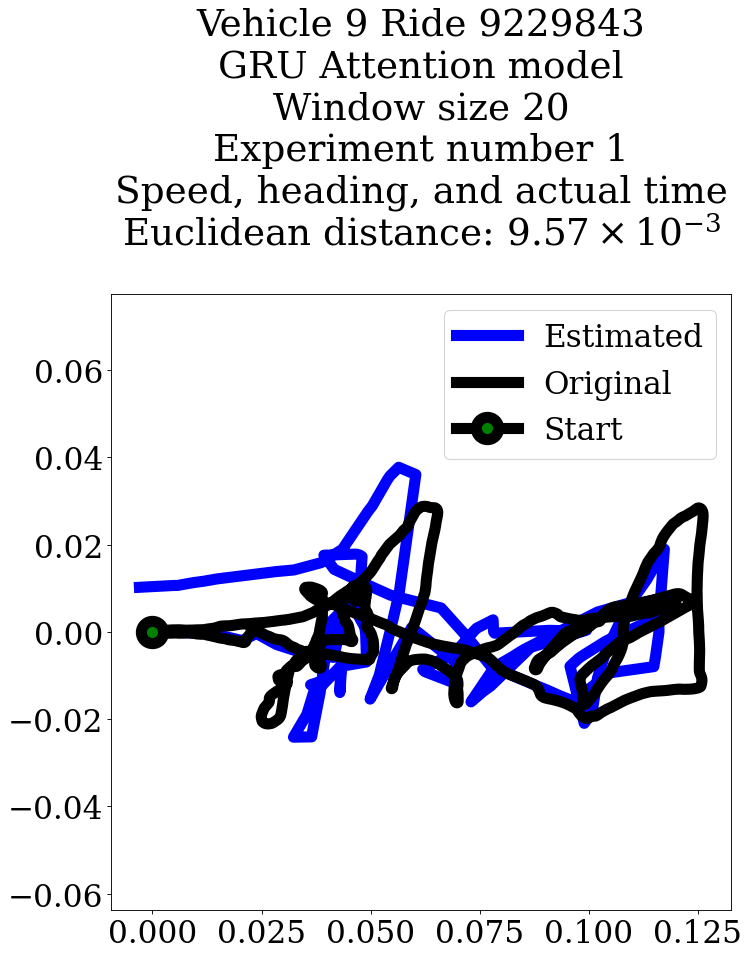 Vehicle 9 Ride 9229843
GRU Attention model
Window size 20
Experiment number 1
Speed, heading, and actual time
Euclidean distance: 9.57 × 10⁻³
Estimated
Original
Start
0.06
0.04
0.02
0.00
−0.02
−0.04
−0.06
0.000 0.025 0.050 0.075 0.100 0.125